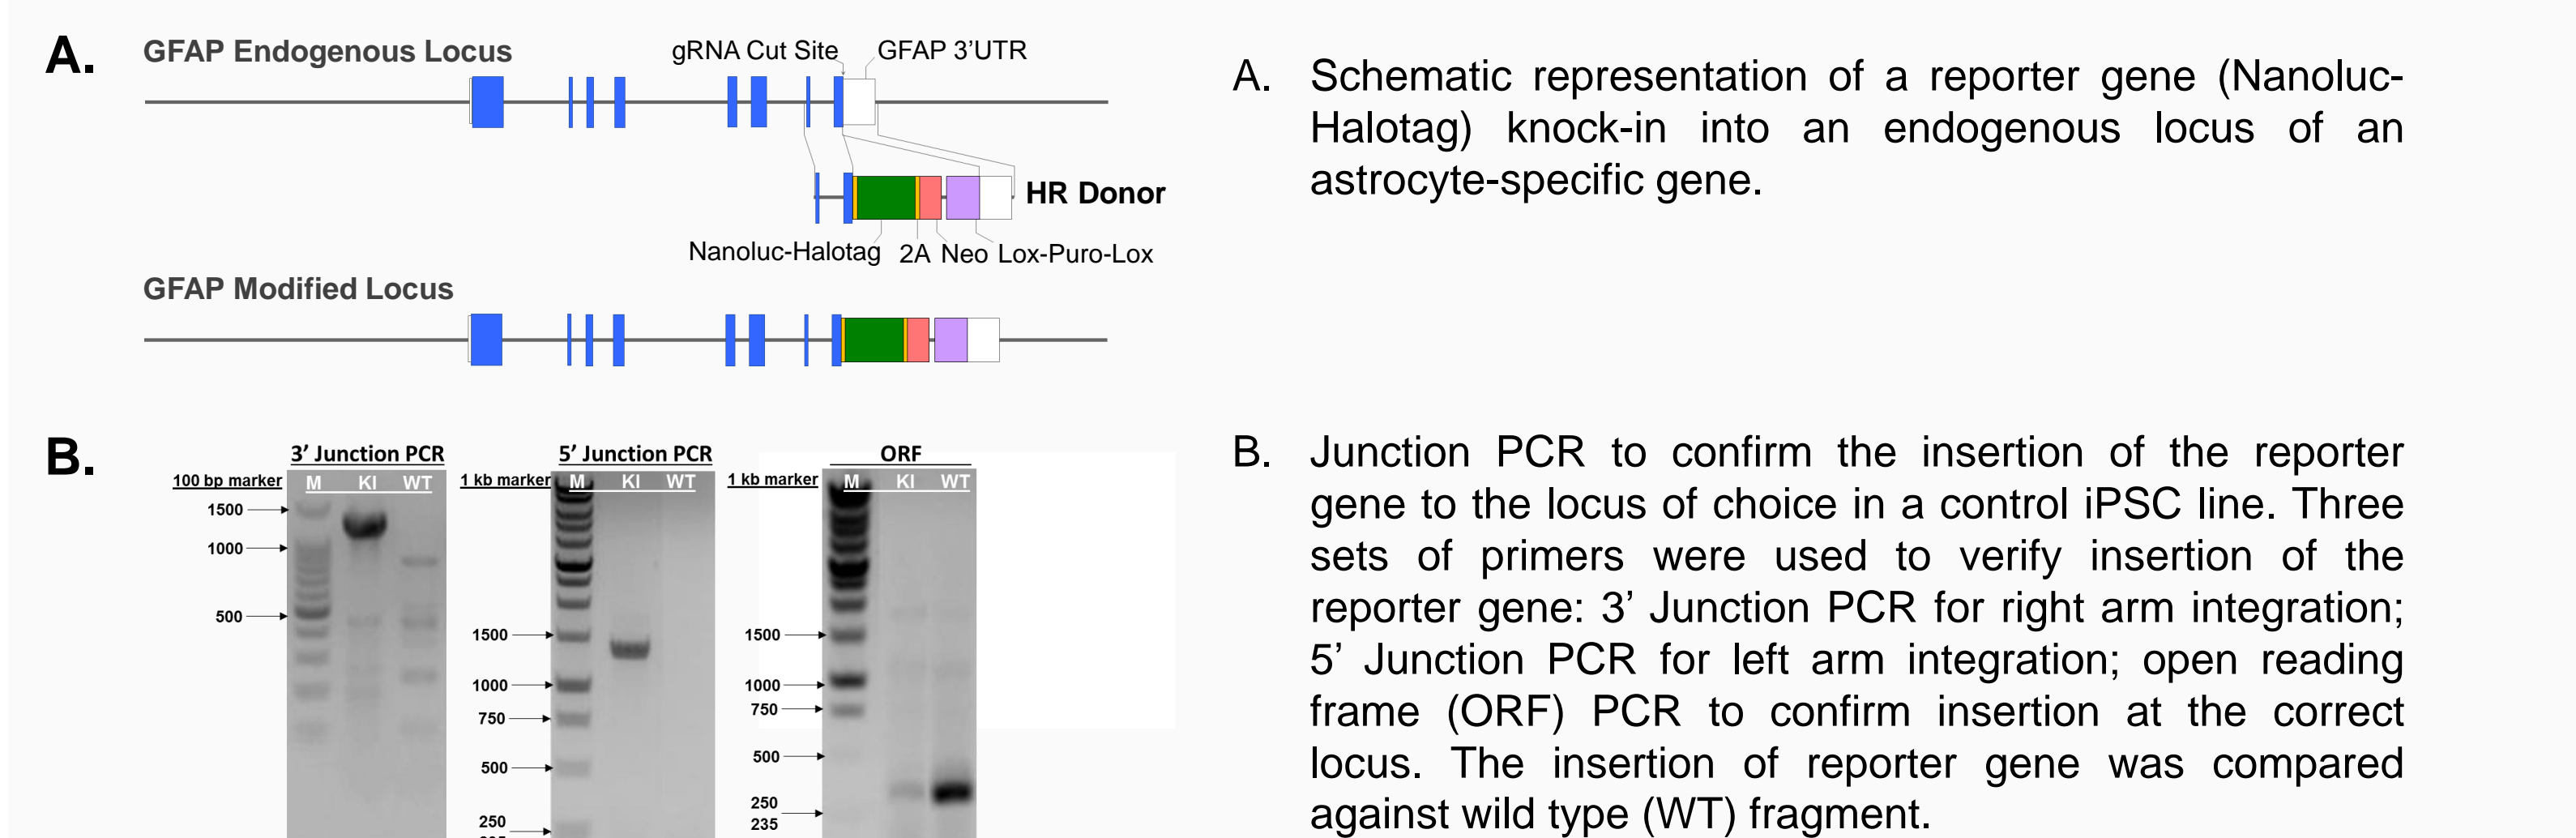 A.
GFAP Endogenous Locus
gRNA Cut Site
GFAP 3'UTR
HR Donor
Nanoluc-Halotag
2A
Neo
Lox-Puro-Lox
GFAP Modified Locus
A. Schematic representation of a reporter gene (Nanoluc-
Halotag) knock-in into an endogenous locus of an
astrocyte-specific gene.
B.
3' Junction PCR
100 bp marker
M KI WT
1500
1000
500
5' Junction PCR
1 kb marker
M KI WT
1500
1000
750
500
250
ORF
1 kb marker
M KI WT
1500
1000
750
500
250
235
B. Junction PCR to confirm the insertion of the reporter
gene to the locus of choice in a control iPSC line. Three
sets of primers were used to verify insertion of the
reporter gene: 3' Junction PCR for right arm integration;
5' Junction PCR for left arm integration; open reading
frame (ORF) PCR to confirm insertion at the correct
locus. The insertion of reporter gene was compared
against wild type (WT) fragment.